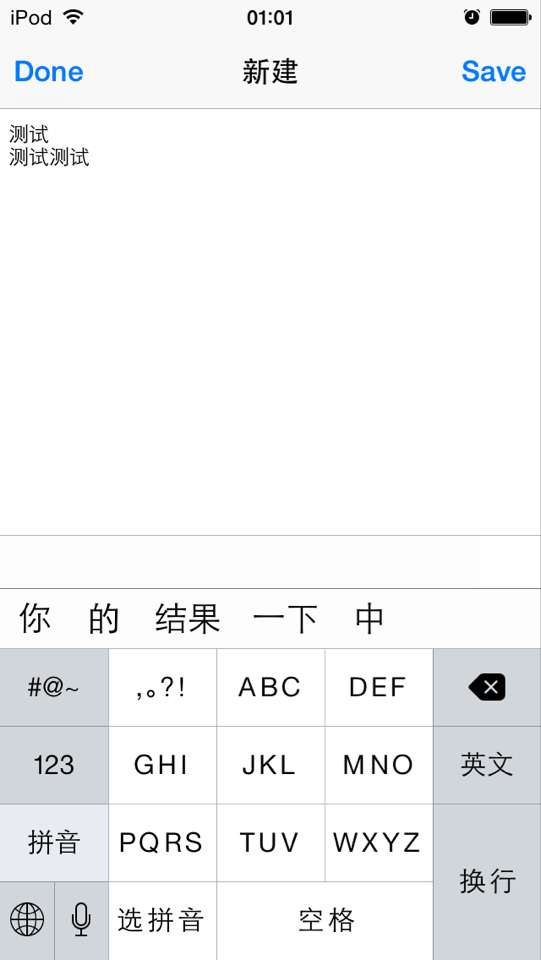 iPod 01:01
Done 新建 Save
测试
测试测试
你 的 结果 一下 中
#@~ ,。?! ABC DEF
123 GHI JKL MNO 英文
拼音 PQRS TUV WXYZ
换行
选拼音 空格